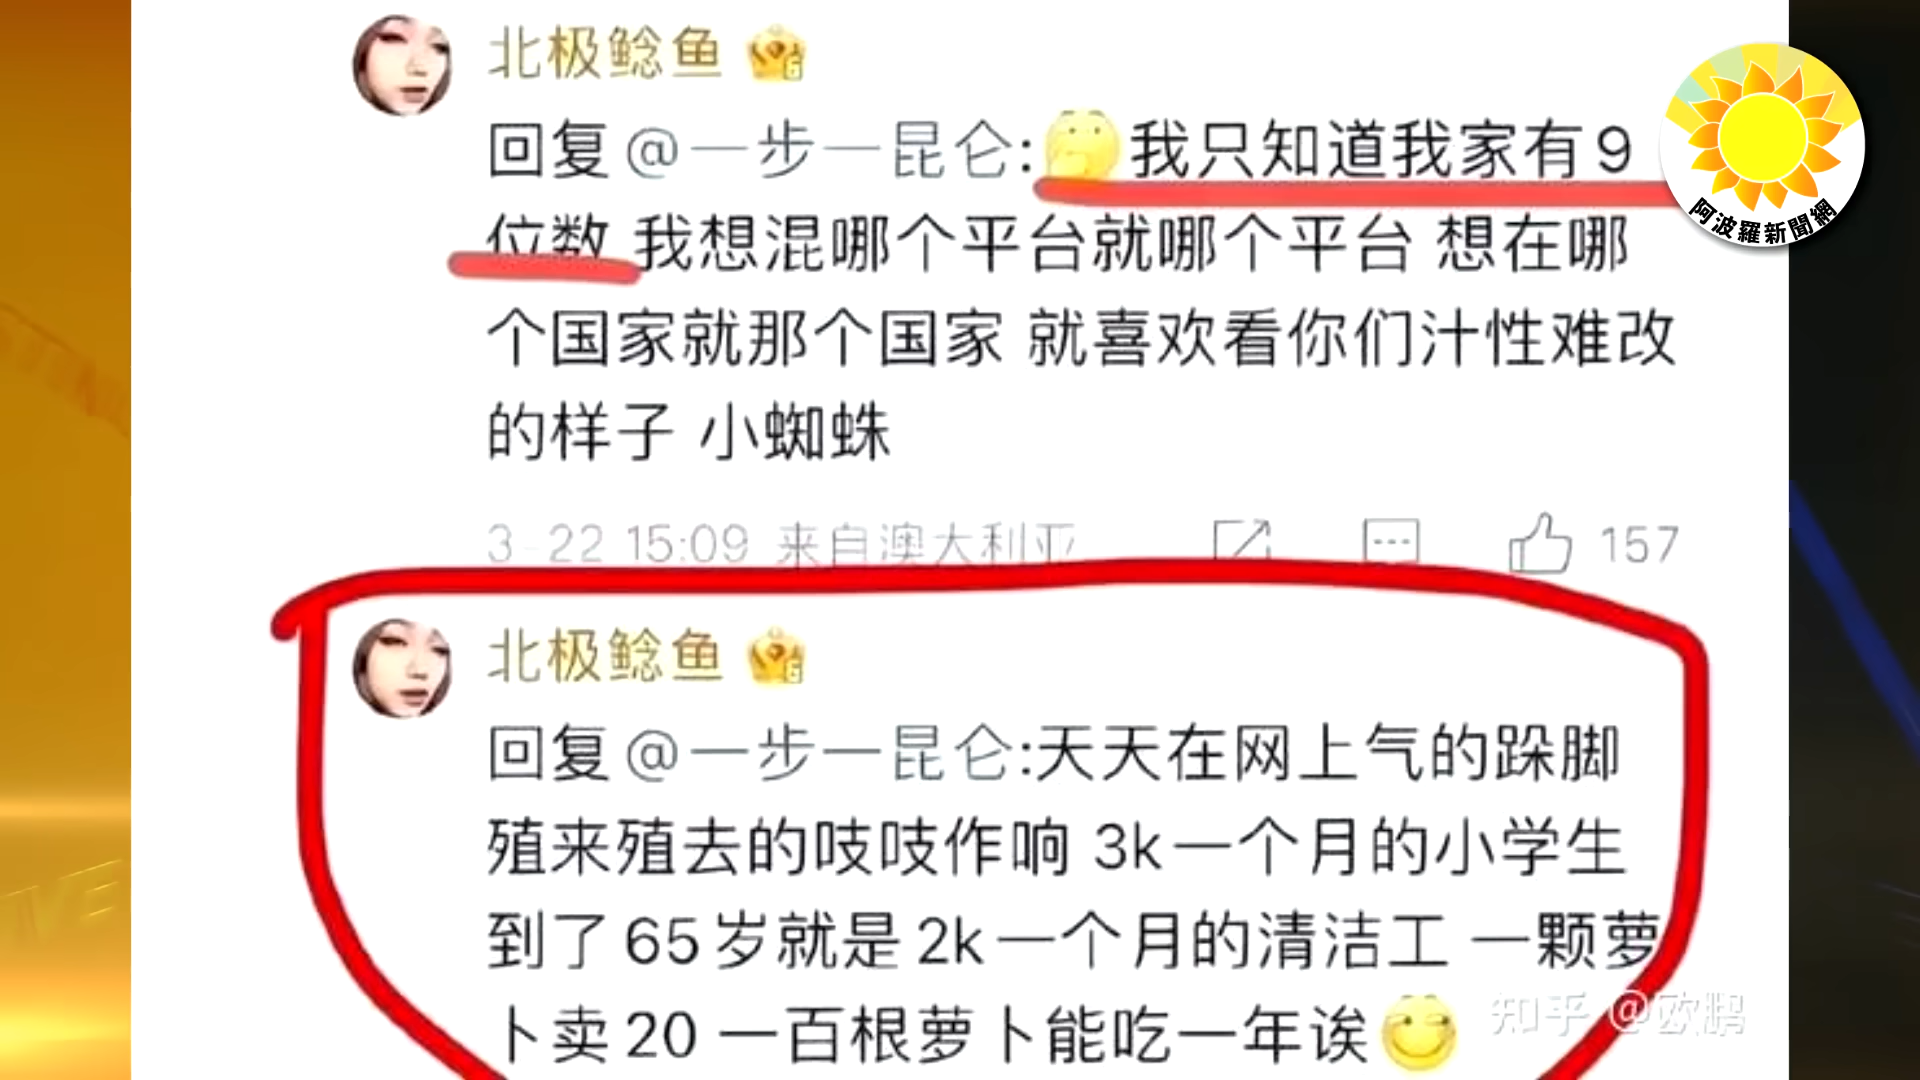 北极鲶鱼
回复@一步一昆仑:我只知道我家有9
位数 我想混哪个平台就哪个平台 想在哪
个国家就那个国家 就喜欢看你们汁性难改
的样子 小蜘蛛
3-22 15:09 来自澳大利亚 157
北极鲶鱼
回复@一步一昆仑:天天在网上气的跺脚
殖来殖去的吱吱作响 3k一个月的小学生
到了65岁就是2k一个月的清洁工 一颗萝
卜卖20 一百根萝卜能吃一年诶
知乎 @欧鹏
阿波羅新聞網